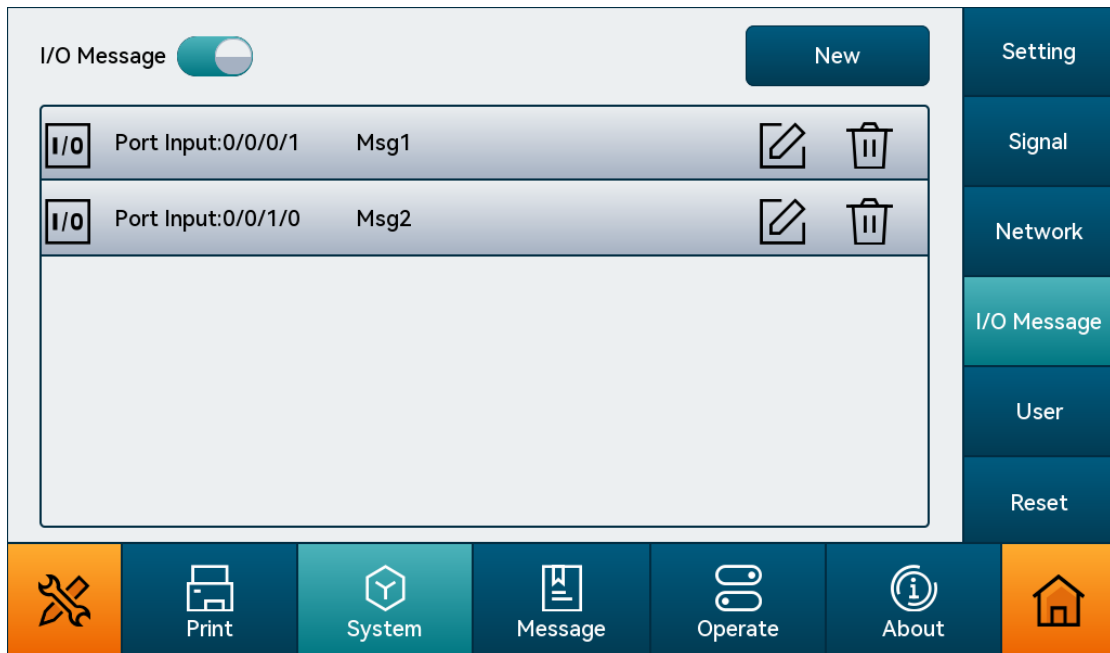 I/O Message
New
Setting
I/O Port Input:0/0/0/1 Msg1
Signal
I/O Port Input:0/0/1/0 Msg2
Network
I/O Message
User
Reset
Print
System
Message
Operate
About